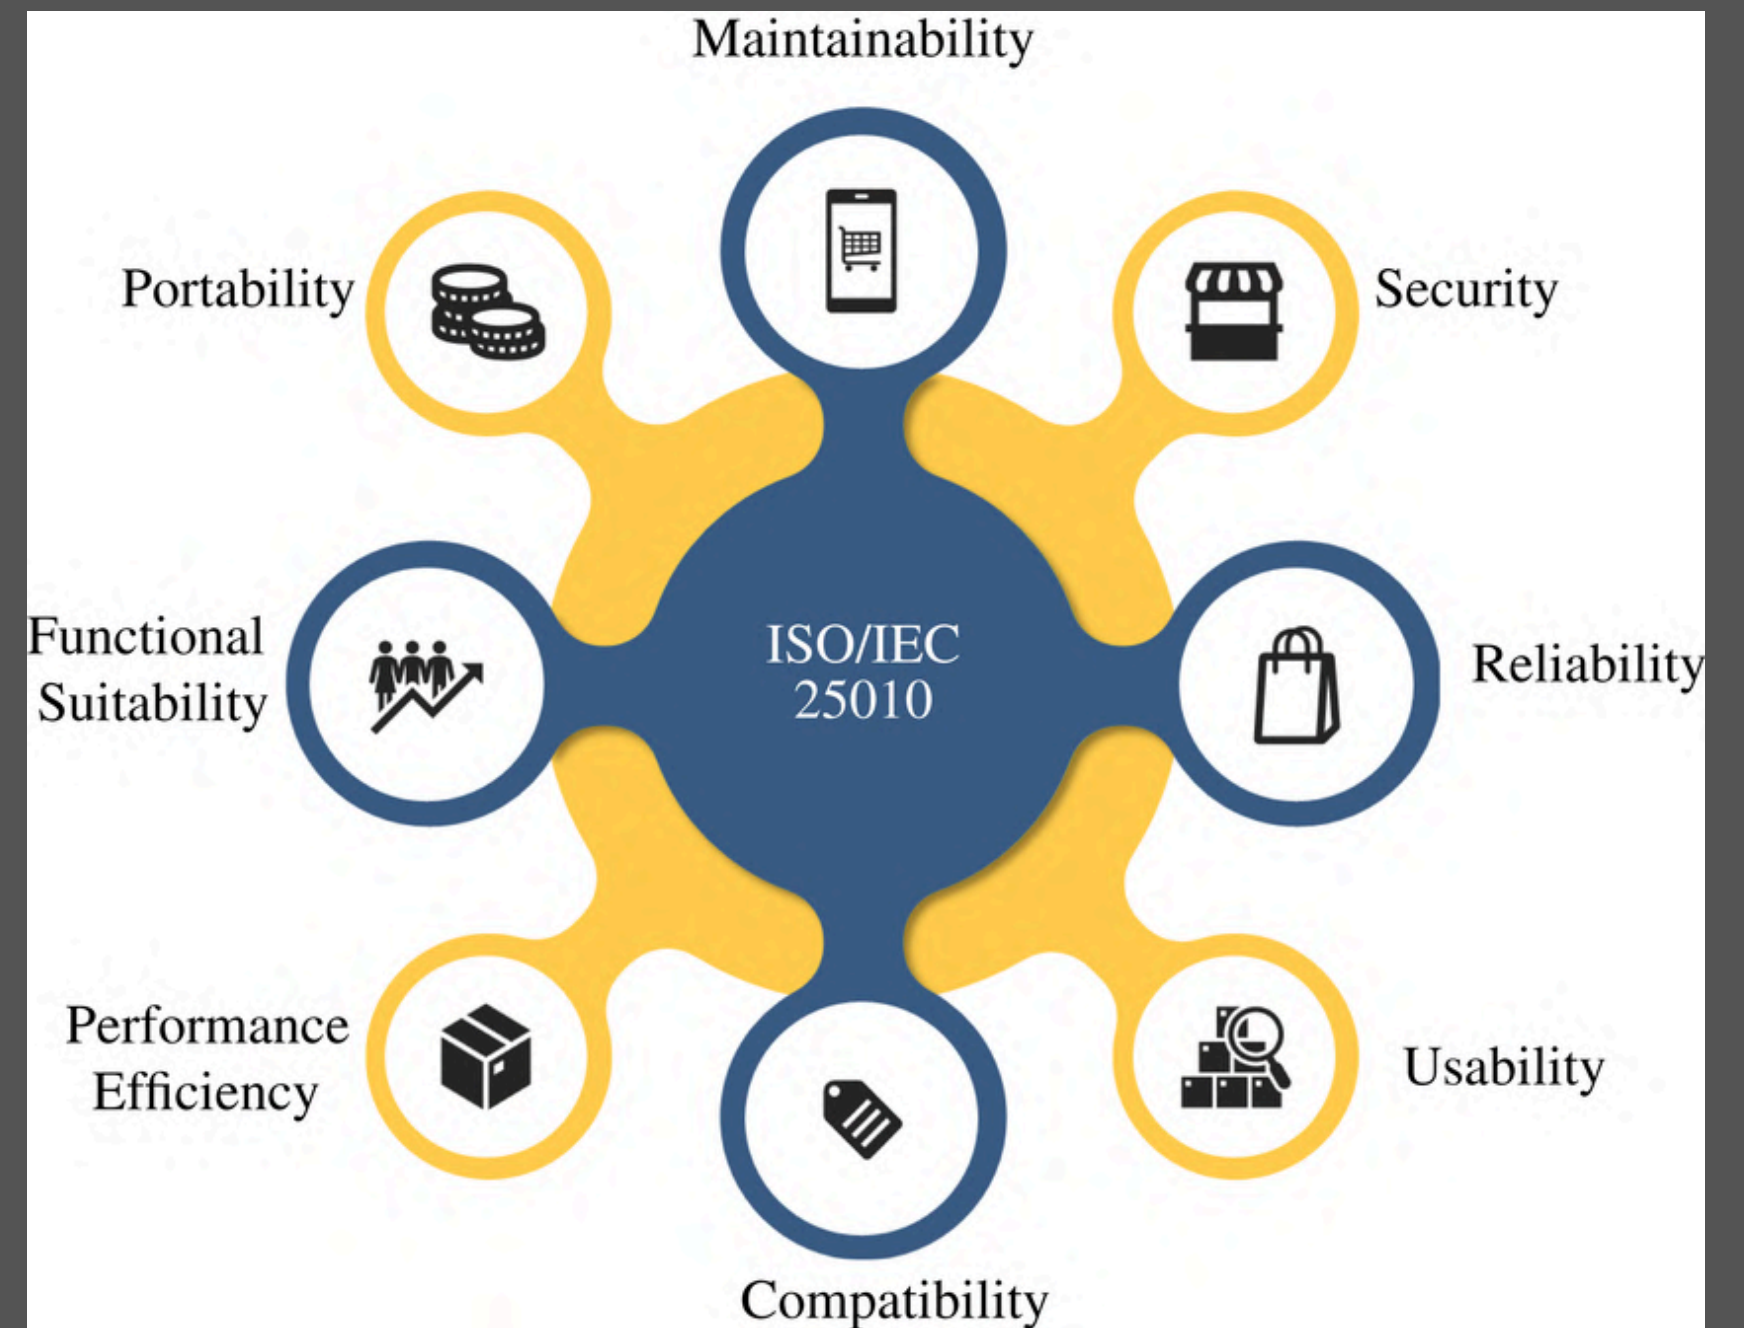 Maintainability
Portability
Security
Functional
Suitability
ISO/IEC
25010
Reliability
Performance
Efficiency
Usability
Compatibility